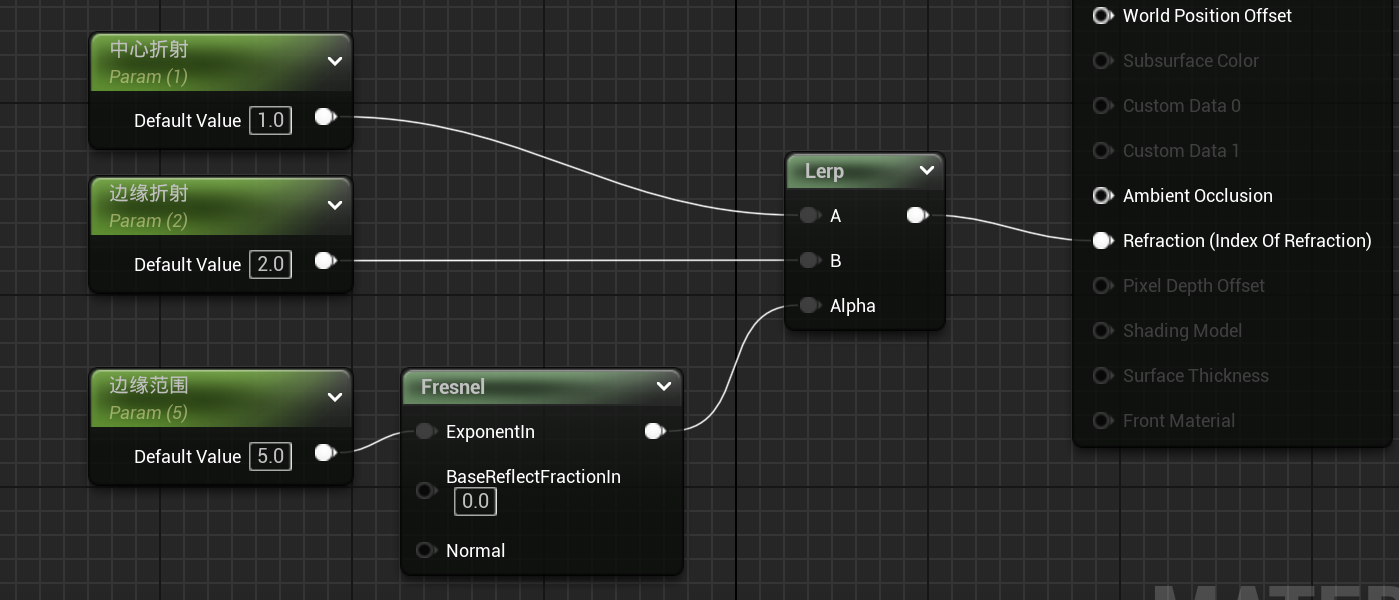 中心折射
Param (1)
Default Value 1.0
边缘折射
Param (2)
Default Value 2.0
边缘范围
Param (5)
Default Value 5.0
Fresnel
ExponentIn
BaseReflectFractionIn
0.0
Normal
Lerp
A
B
Alpha
World Position Offset
Subsurface Color
Custom Data 0
Custom Data 1
Ambient Occlusion
Refraction (Index Of Refraction)
Pixel Depth Offset
Shading Model
Surface Thickness
Front Material